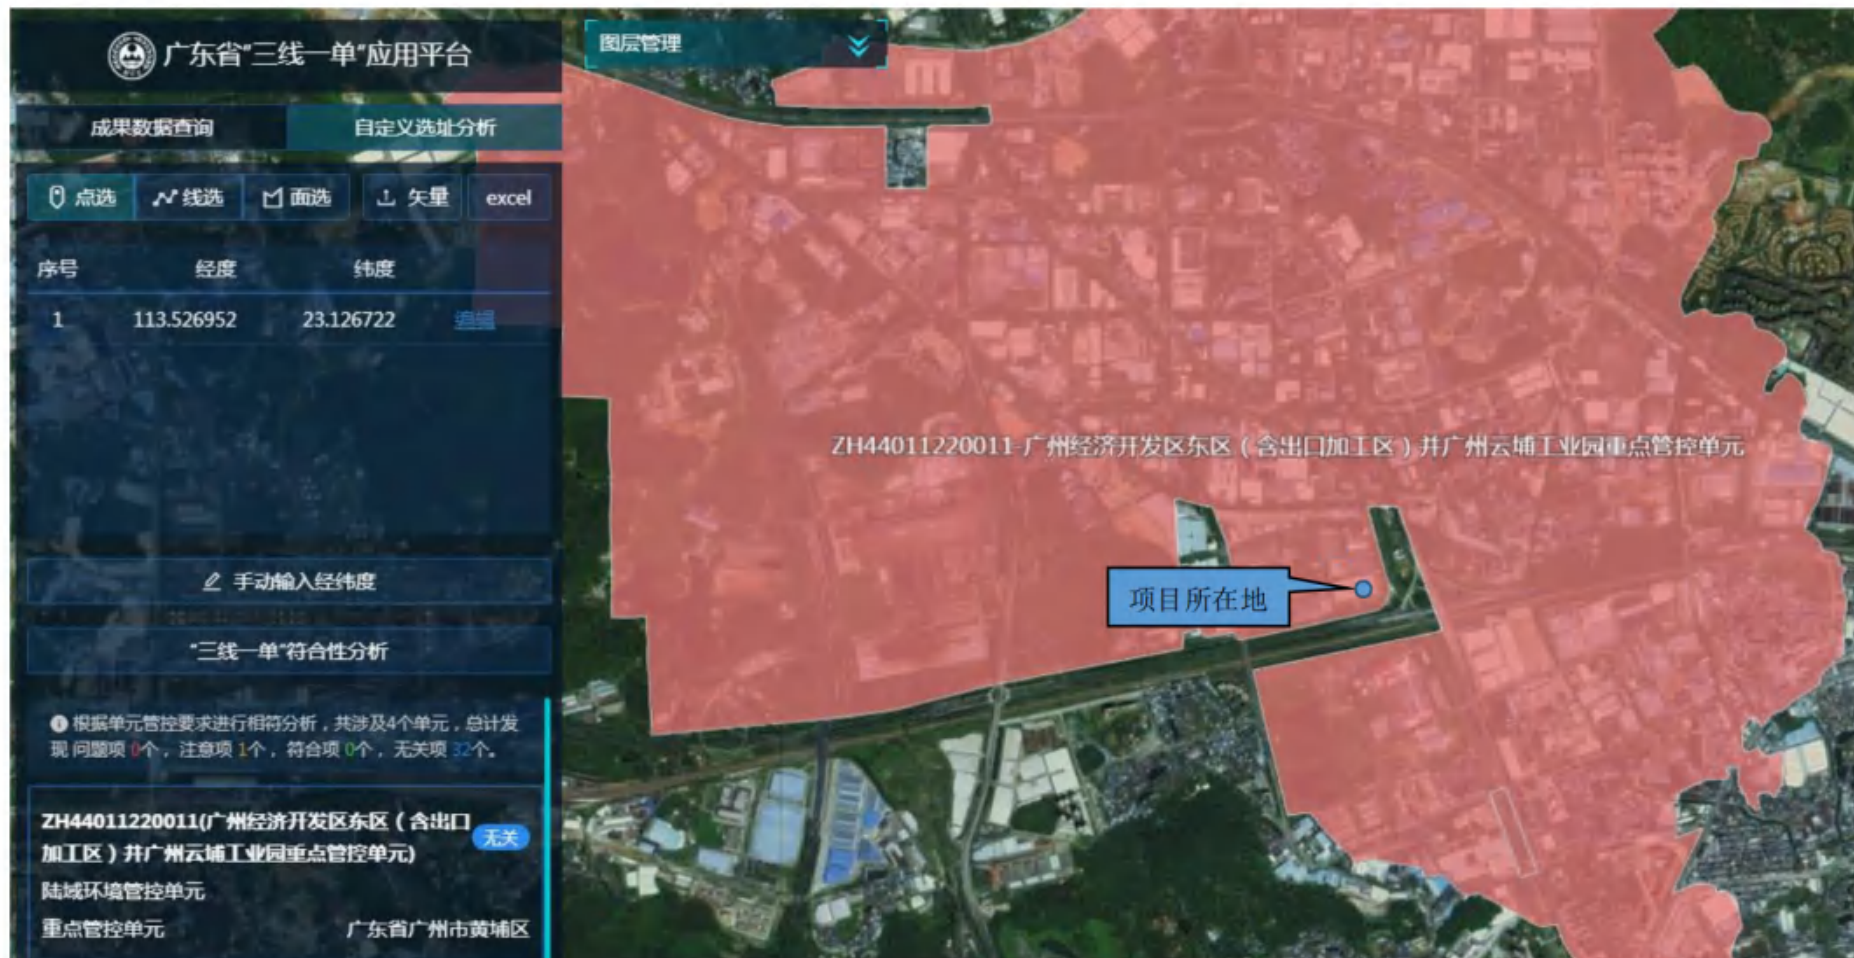 广东省"三线一单"应用平台
图层管理
成果数据查询
自定义选址分析
点选
线选
面选
矢量
excel
序号 经度 纬度
1 113.526952 23.126722 编辑
手动输入经纬度
"三线一单"符合性分析
根据单元管控要求进行相符分析，共涉及4个单元，总计发
现 问题项 0个，注意项 1个，符合项 0个，无关项 32个。
ZH44011220011(广州经济开发区东区（含出口
加工区）并广州云埔工业园重点管控单元)
无关
陆域环境管控单元
重点管控单元 广东省广州市黄埔区
ZH44011220011-广州经济开发区东区（含出口加工区）并广州云埔工业园重点管控单元
项目所在地